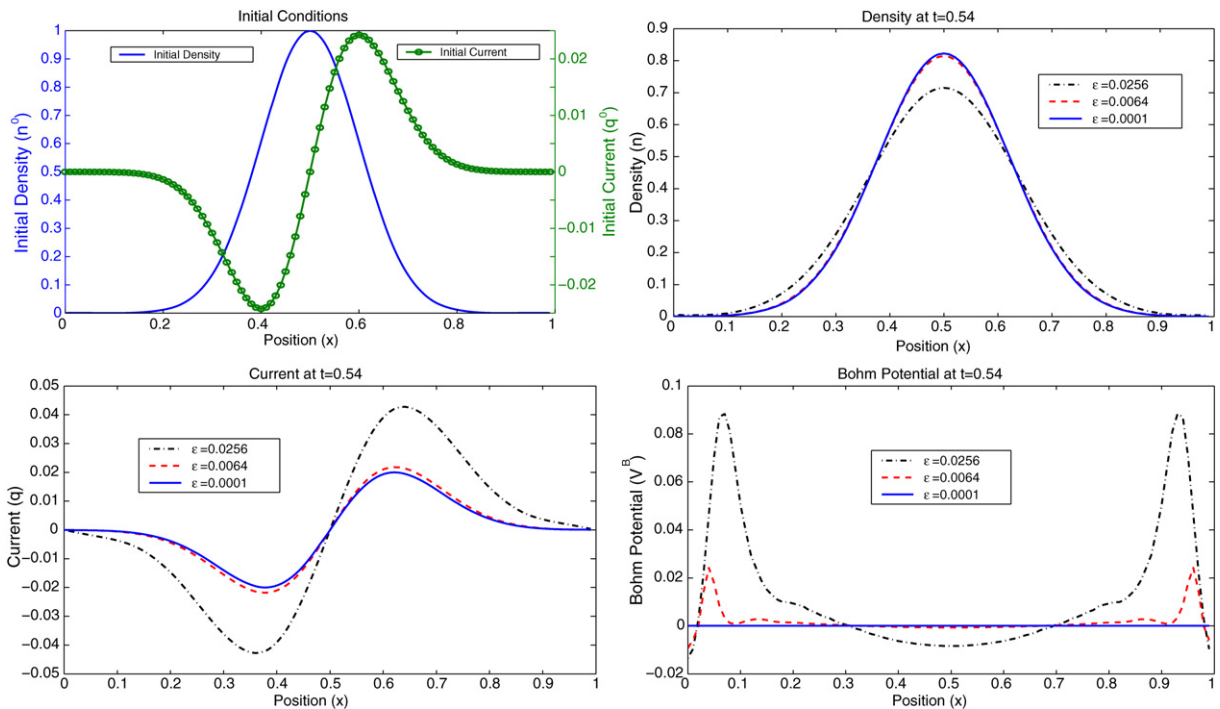 Initial Conditions
1
0.9
0.8
0.7
0.6
0.5
0.4
0.3
0.2
0.1
0
Initial Density (n⁰)
Initial Density
Initial Current
0.02
0.01
0
−0.01
−0.02
Initial Current (q⁰)
0 0.2 0.4 0.6 0.8 1
Position (x)
Density at t=0.54
0.9
0.8
0.7
0.6
0.5
0.4
0.3
0.2
0.1
0
Density (n)
ε=0.0256
ε=0.0064
ε=0.0001
0 0.1 0.2 0.3 0.4 0.5 0.6 0.7 0.8 0.9 1
Position (x)
Current at t=0.54
0.05
0.04
0.03
0.02
0.01
0
−0.01
−0.02
−0.03
−0.04
−0.05
Current (q)
ε=0.0256
ε=0.0064
ε=0.0001
0 0.1 0.2 0.3 0.4 0.5 0.6 0.7 0.8 0.9 1
Position (x)
Bohm Potential at t=0.54
0.1
0.08
0.06
0.04
0.02
0
−0.02
Bohm Potential (V^B)
ε=0.0256
ε=0.0064
ε=0.0001
0 0.1 0.2 0.3 0.4 0.5 0.6 0.7 0.8 0.9 1
Position (x)